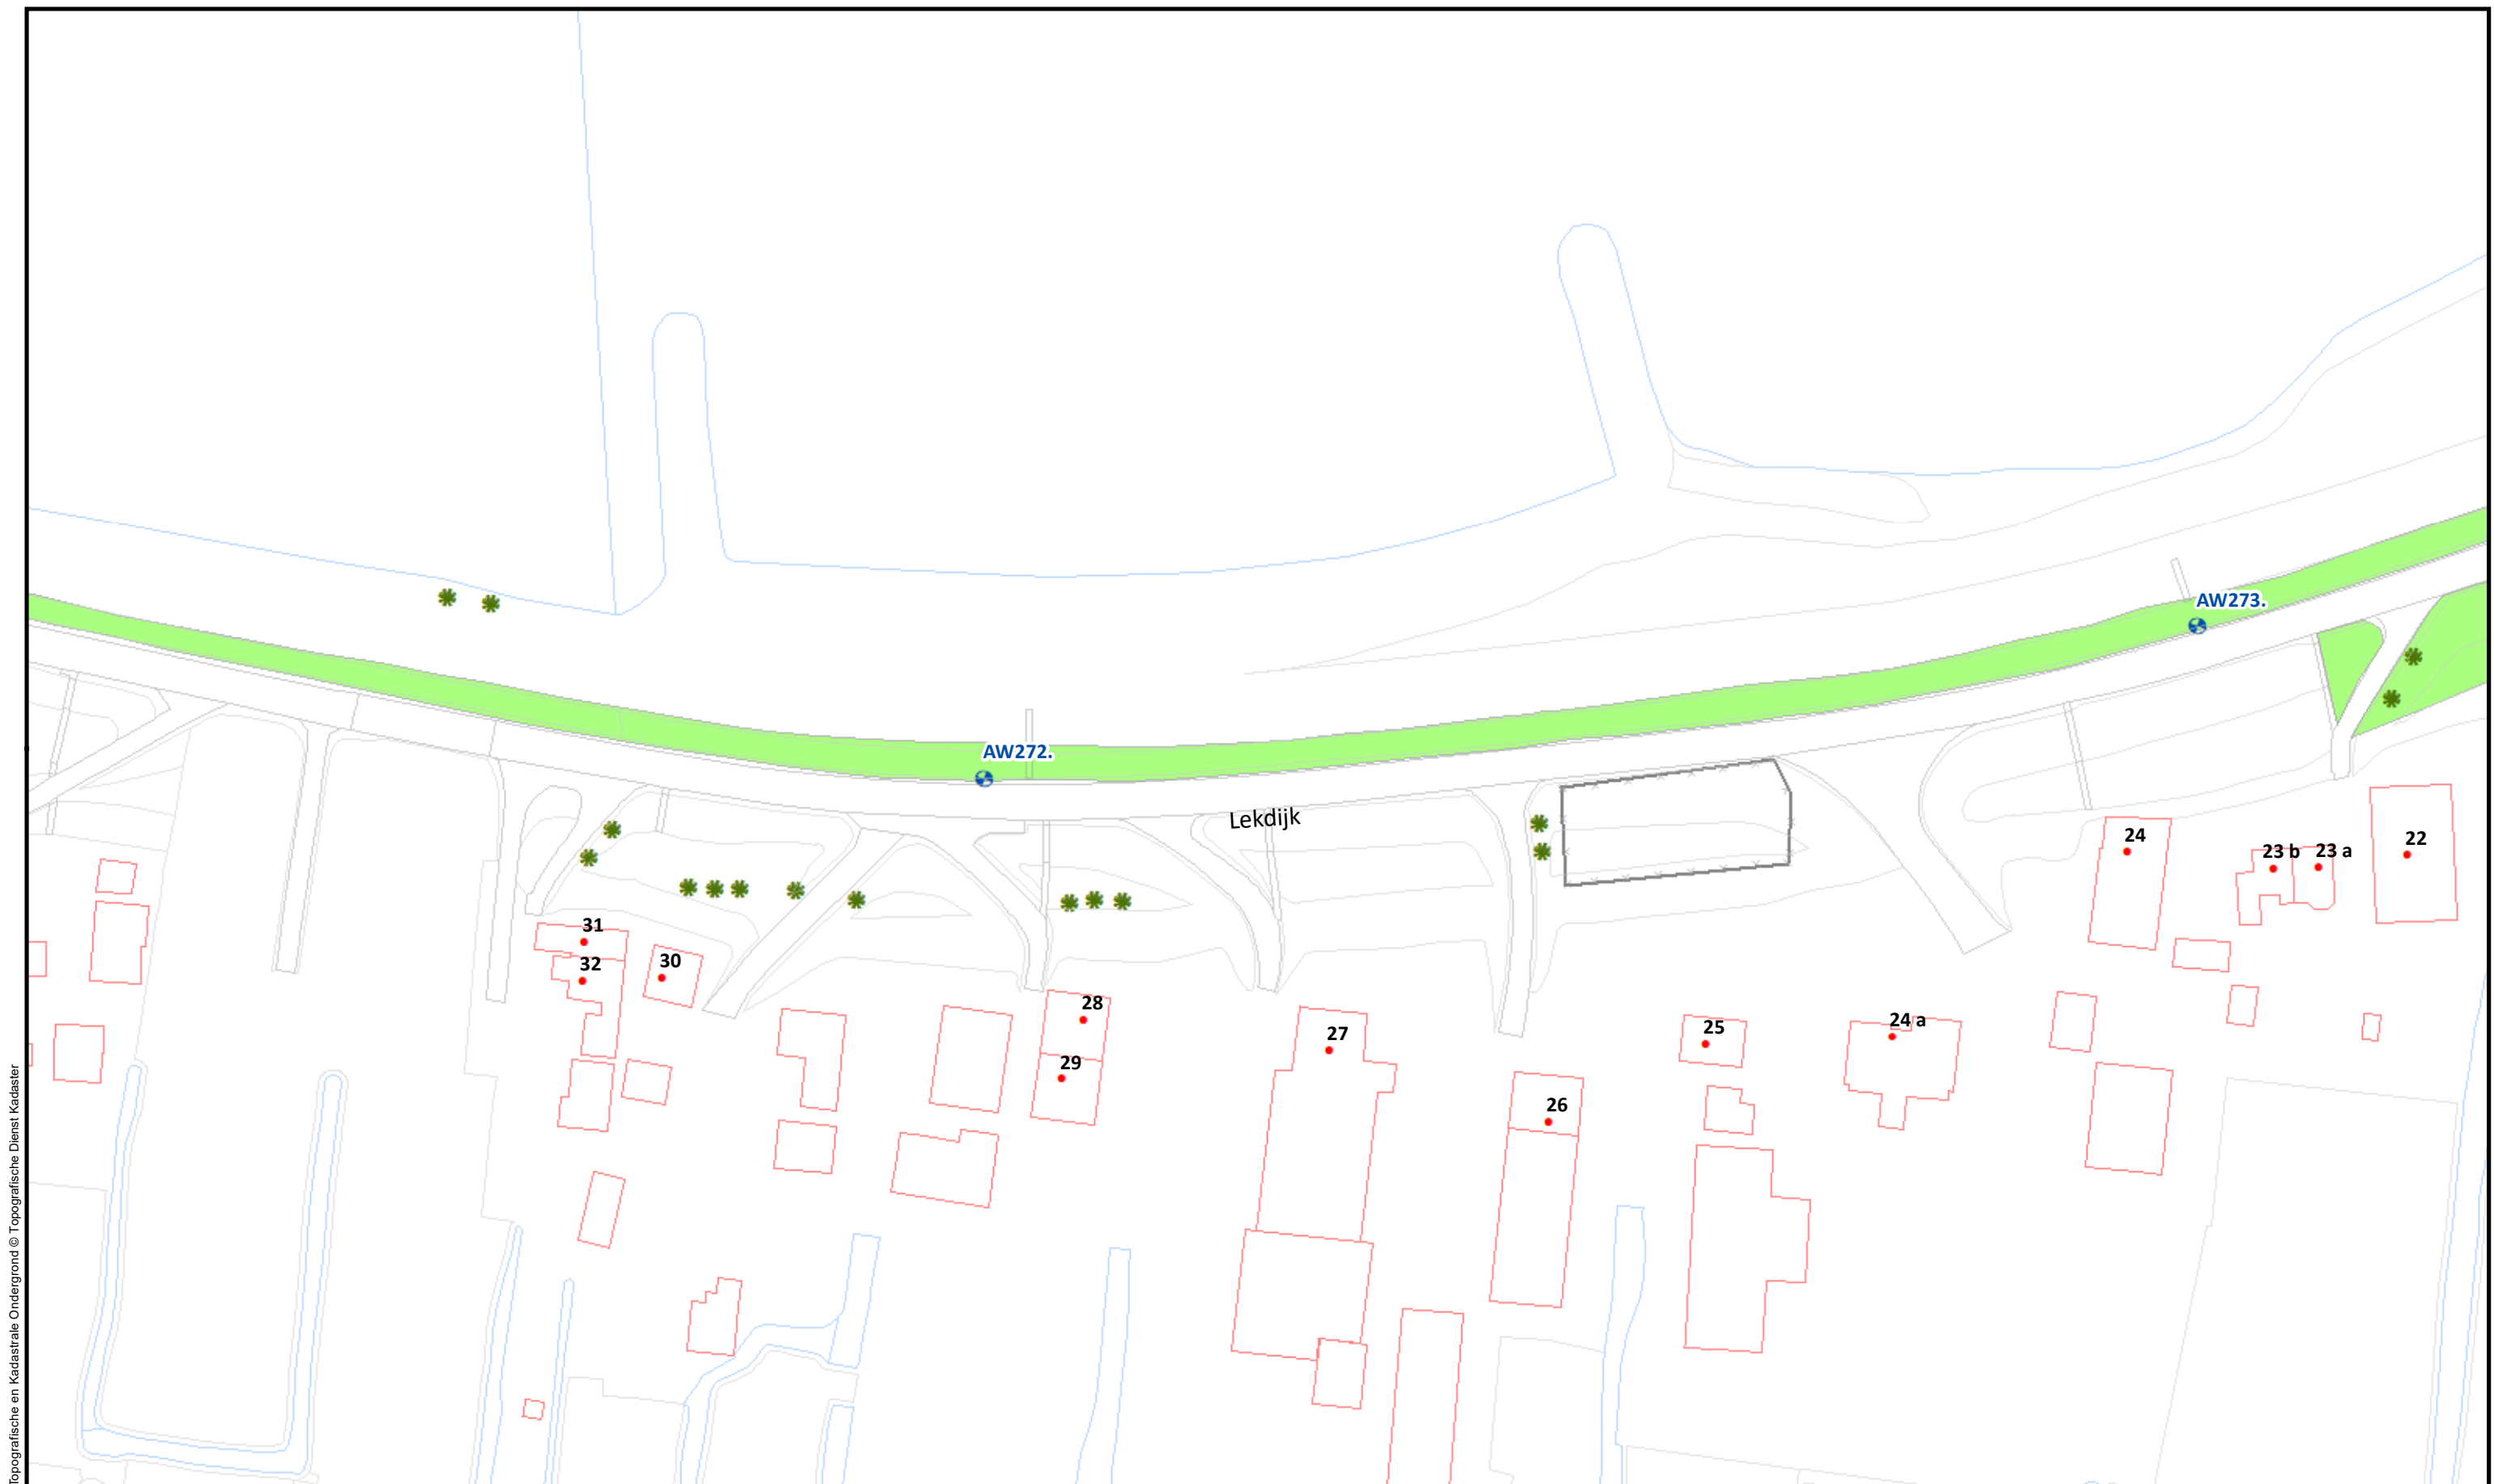 AW273.
AW272.
Lekdijk
24
23 b
23 a
22
31
32
30
28
29
27
25
24 a
26
Topografische en Kadastrale Ondergrond © Topografische Dienst Kadaster